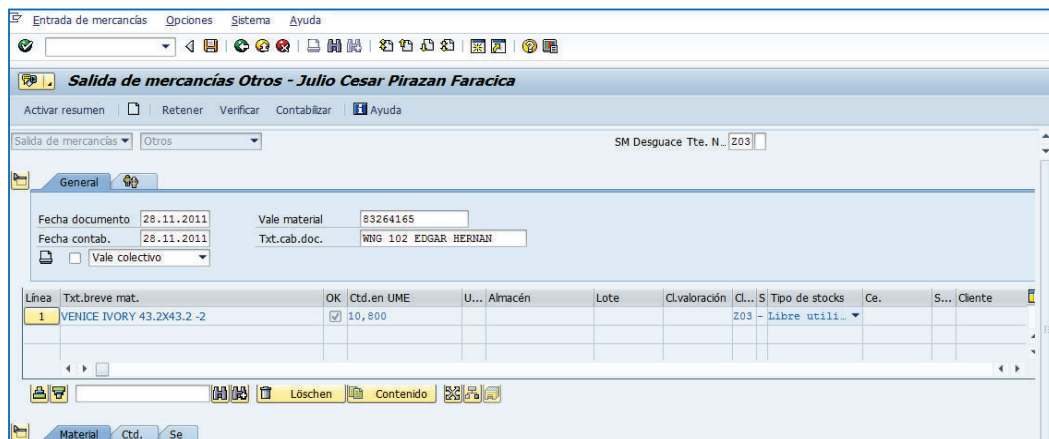 Entrada de mercancías Opciones Sistema Ayuda
Salida de mercancías Otros - Julio Cesar Pirazan Faracica
Activar resumen Retener Verificar Contabilizar Ayuda
Salida de mercancías Otros SM Desguace Tte. N... Z03
General
Fecha documento 28.11.2011 Vale material 83264165
Fecha contab. 28.11.2011 Txt.cab.doc. WNG 102 EDGAR HERNAN
Vale colectivo
Línea Txt.breve mat. OK Ctd.en UME U... Almacén Lote Cl.valoración Cl... S Tipo de stocks Ce. S... Cliente
1 VENICE IVORY 43.2X43.2 -2 10,800 Z03 - Libre utili...
Löschen Contenido
Material Ctd. Se